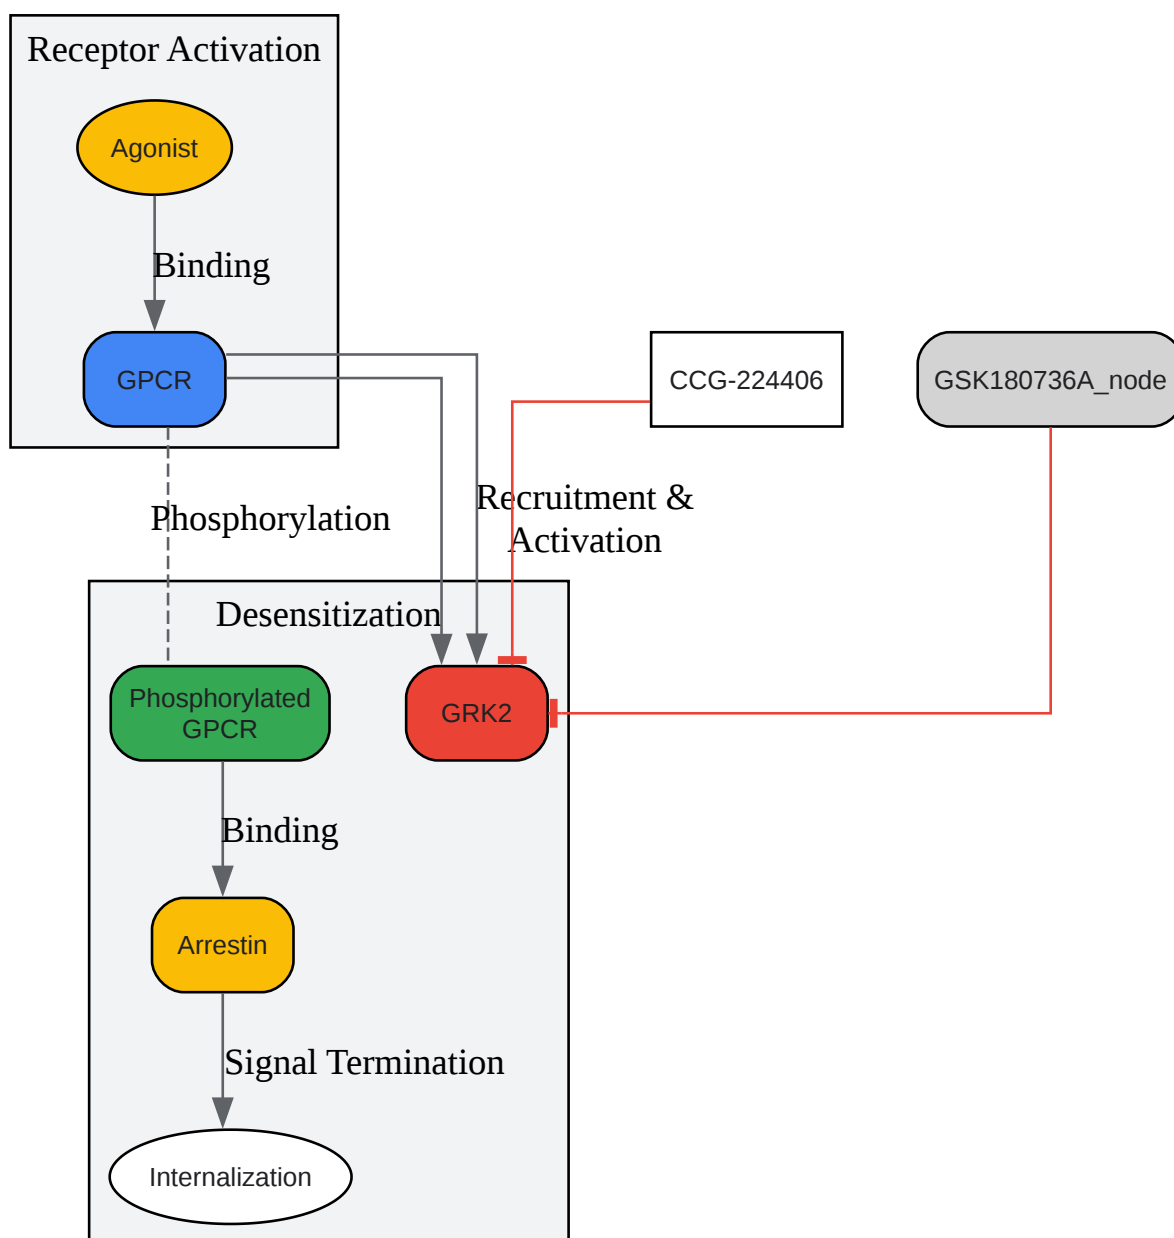 Receptor Activation
Agonist
Binding
GPCR
CCG-224406
GSK180736A_node
Phosphorylation
Recruitment &
Activation
Desensitization
Phosphorylated
GPCR
GRK2
Binding
Arrestin
Signal Termination
Internalization